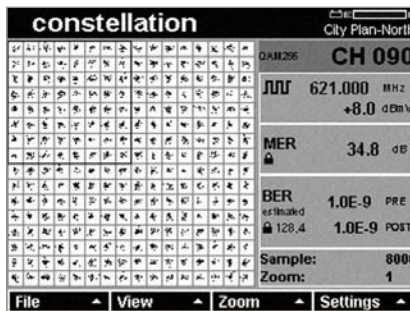 constellation
City Plan-North
QAM256 CH 090
621.000 MHz
+8.0 dBmV
MER 34.8 dB
BER 1.0E-9 PRE
estimated
128,4 1.0E-9 POST
Sample: 8000
Zoom: 1
File View Zoom Settings